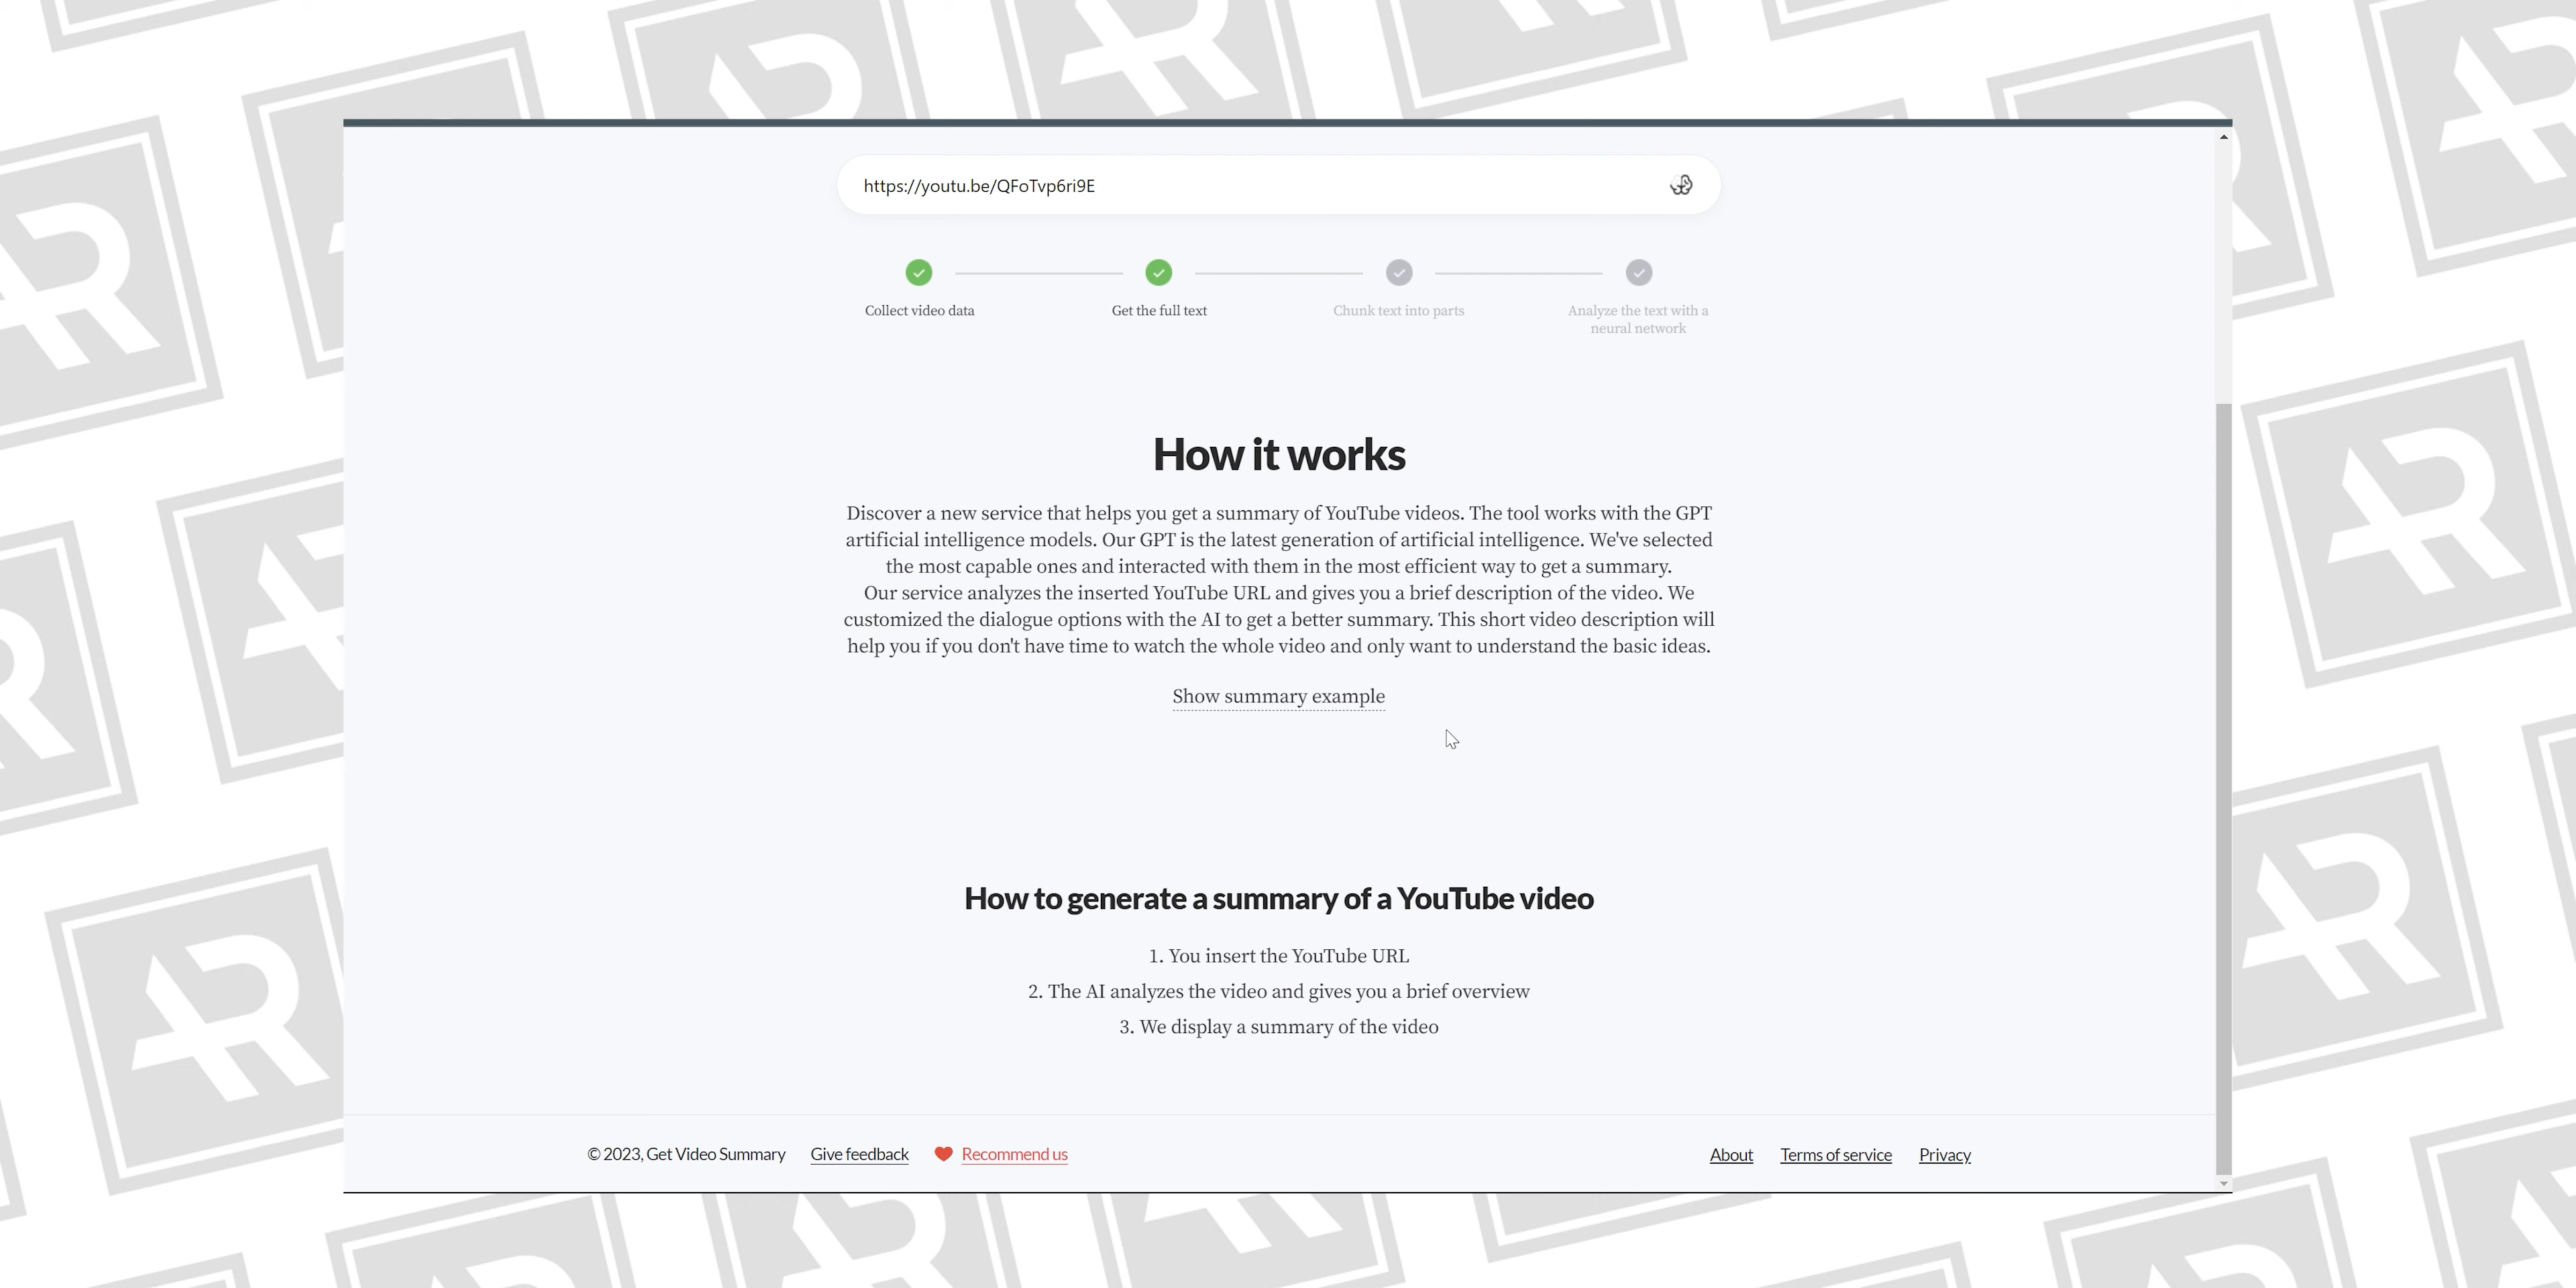 https://youtu.be/QFoTvp6ri9E
Collect video data
Get the full text
Chunk text into parts
Analyze the text with a
neural network
How it works
Discover a new service that helps you get a summary of YouTube videos. The tool works with the GPT
artificial intelligence models. Our GPT is the latest generation of artificial intelligence. We've selected
the most capable ones and interacted with them in the most efficient way to get a summary.
Our service analyzes the inserted YouTube URL and gives you a brief description of the video. We
customized the dialogue options with the AI to get a better summary. This short video description will
help you if you don't have time to watch the whole video and only want to understand the basic ideas.
Show summary example
How to generate a summary of a YouTube video
1. You insert the YouTube URL
2. The AI analyzes the video and gives you a brief overview
3. We display a summary of the video
© 2023, Get Video Summary Give feedback Recommend us About Terms of service Privacy